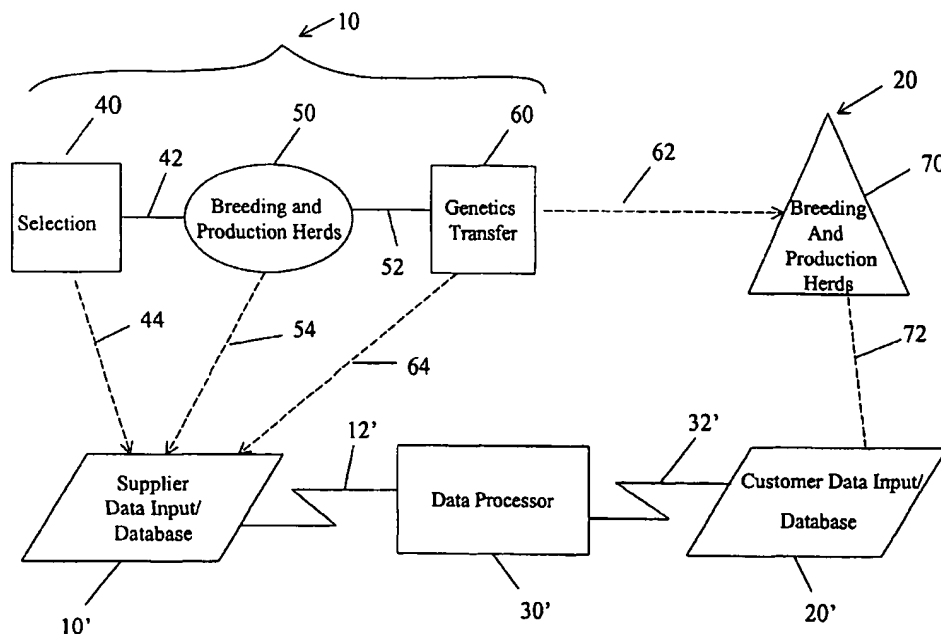 10
40
50
60
20
42
62
70
Selection
Breeding and
Production Herds
Genetics
Transfer
Breeding
And
Production
Herds
52
44
54
64
72
12'
32'
Supplier
Data Input/
Database
Data Processor
Customer Data Input/
Database
10'
30'
20'